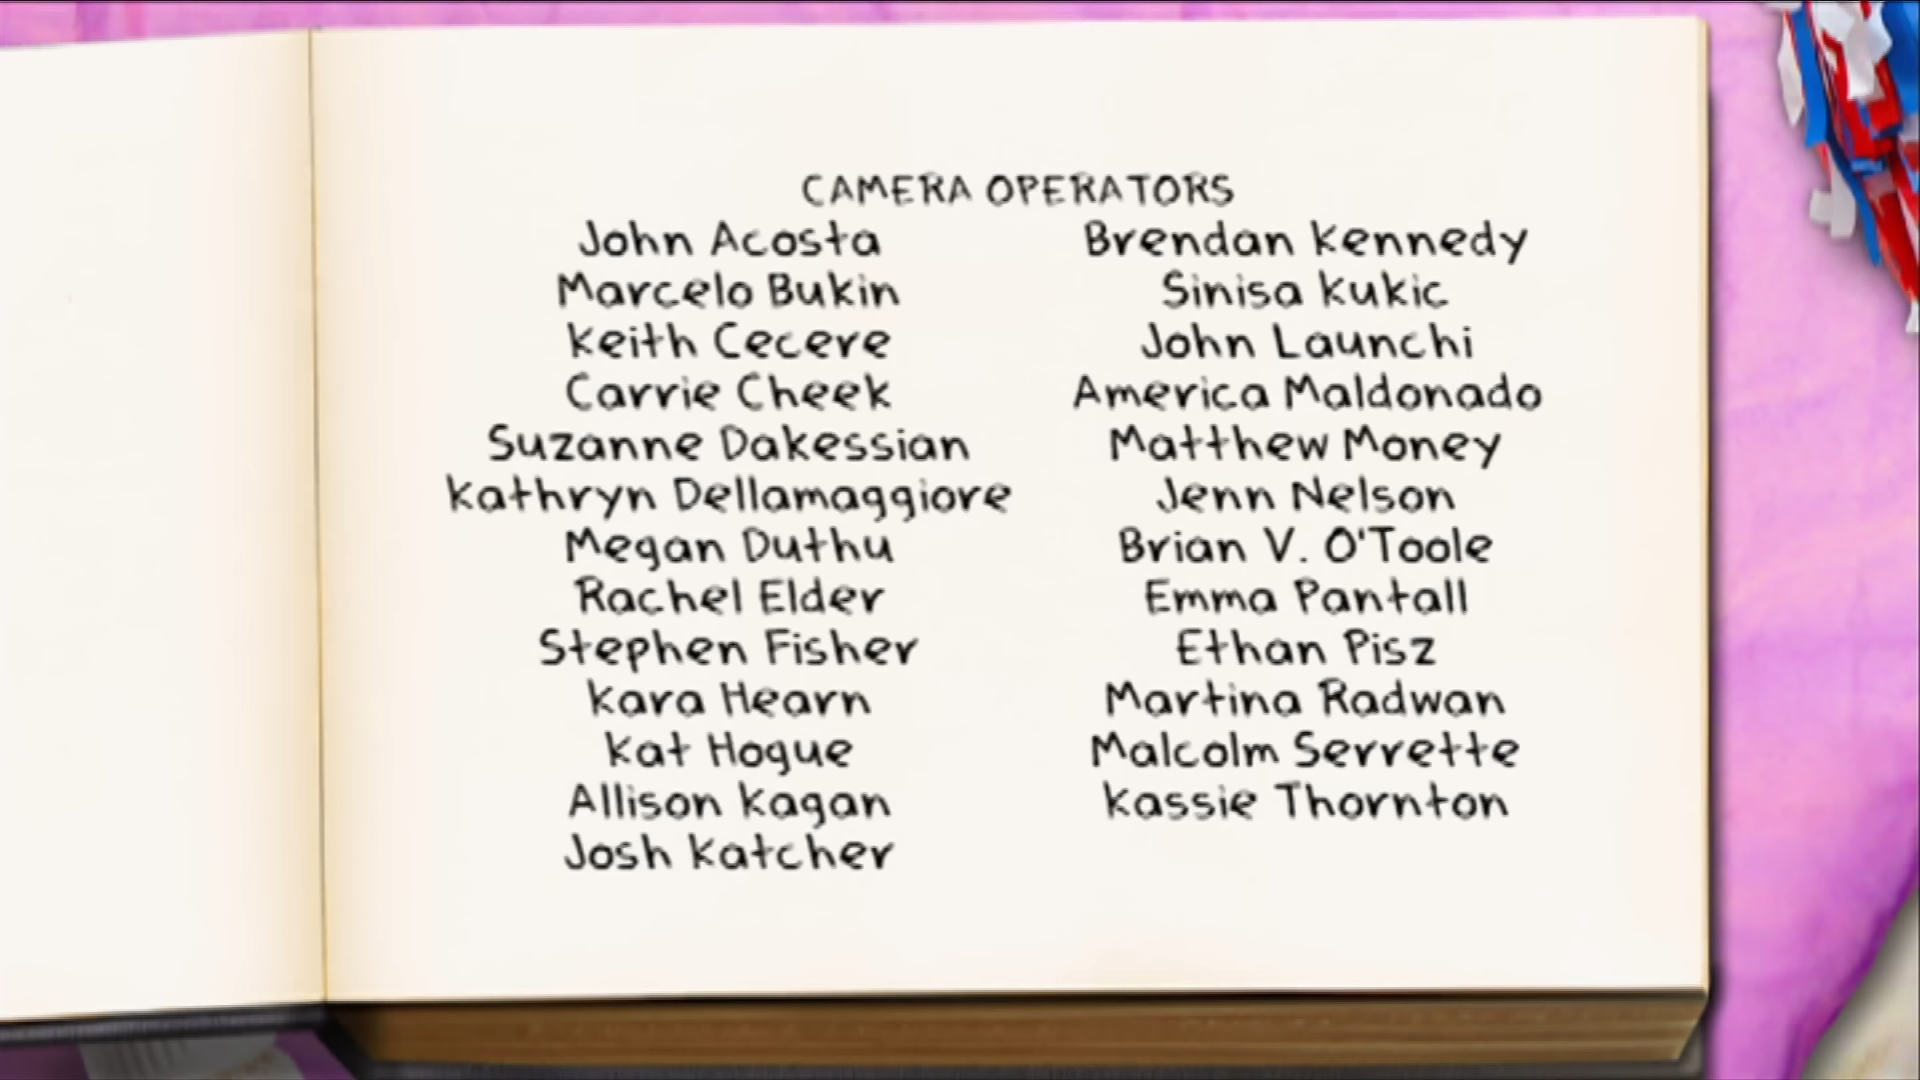 CAMERA OPERATORS
John Acosta
Marcelo Bukin
Keith Cecere
Carrie Cheek
Suzanne Dakessian
Kathryn Dellamaggiore
Megan Duthu
Rachel Elder
Stephen Fisher
Kara Hearn
Kat Hogue
Allison Kagan
Josh Katcher
Brendan Kennedy
Sinisa Kukic
John Launchi
America Maldonado
Matthew Money
Jenn Nelson
Brian V. O'Toole
Emma Pantall
Ethan Pisz
Martina Radwan
Malcolm Serrette
Kassie Thornton